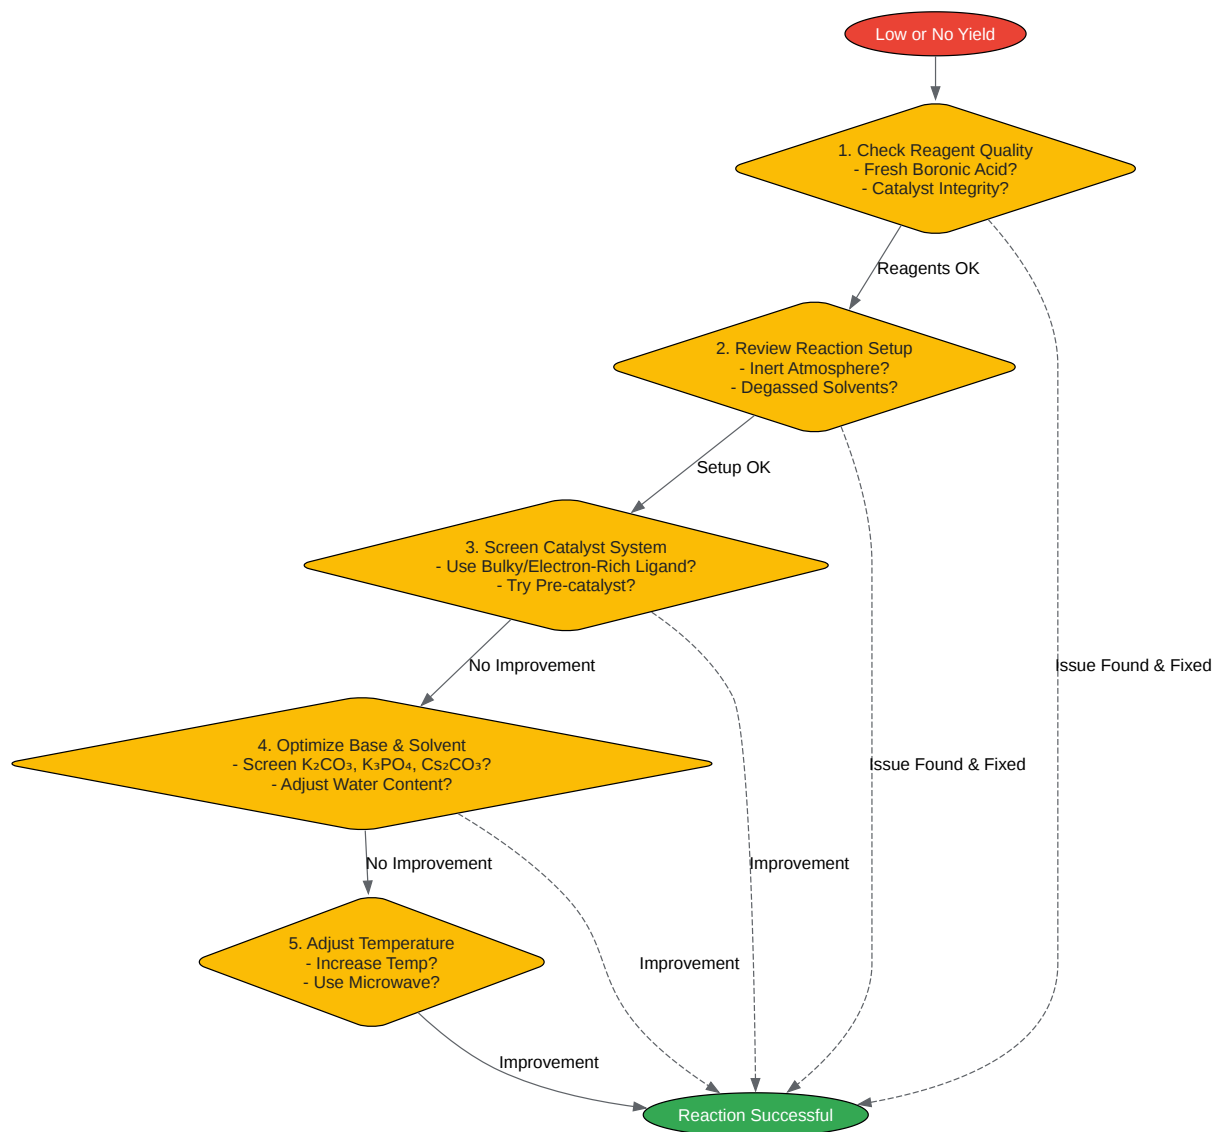 Low or No Yield
1. Check Reagent Quality
- Fresh Boronic Acid?
- Catalyst Integrity?
Reagents OK
2. Review Reaction Setup
- Inert Atmosphere?
- Degassed Solvents?
Setup OK
3. Screen Catalyst System
- Use Bulky/Electron-Rich Ligand?
- Try Pre-catalyst?
No Improvement
Issue Found & Fixed
4. Optimize Base & Solvent
- Screen K₂CO₃, K₃PO₄, Cs₂CO₃?
- Adjust Water Content?
Issue Found & Fixed
No Improvement
Improvement
5. Adjust Temperature
- Increase Temp?
- Use Microwave?
Improvement
Improvement
Reaction Successful